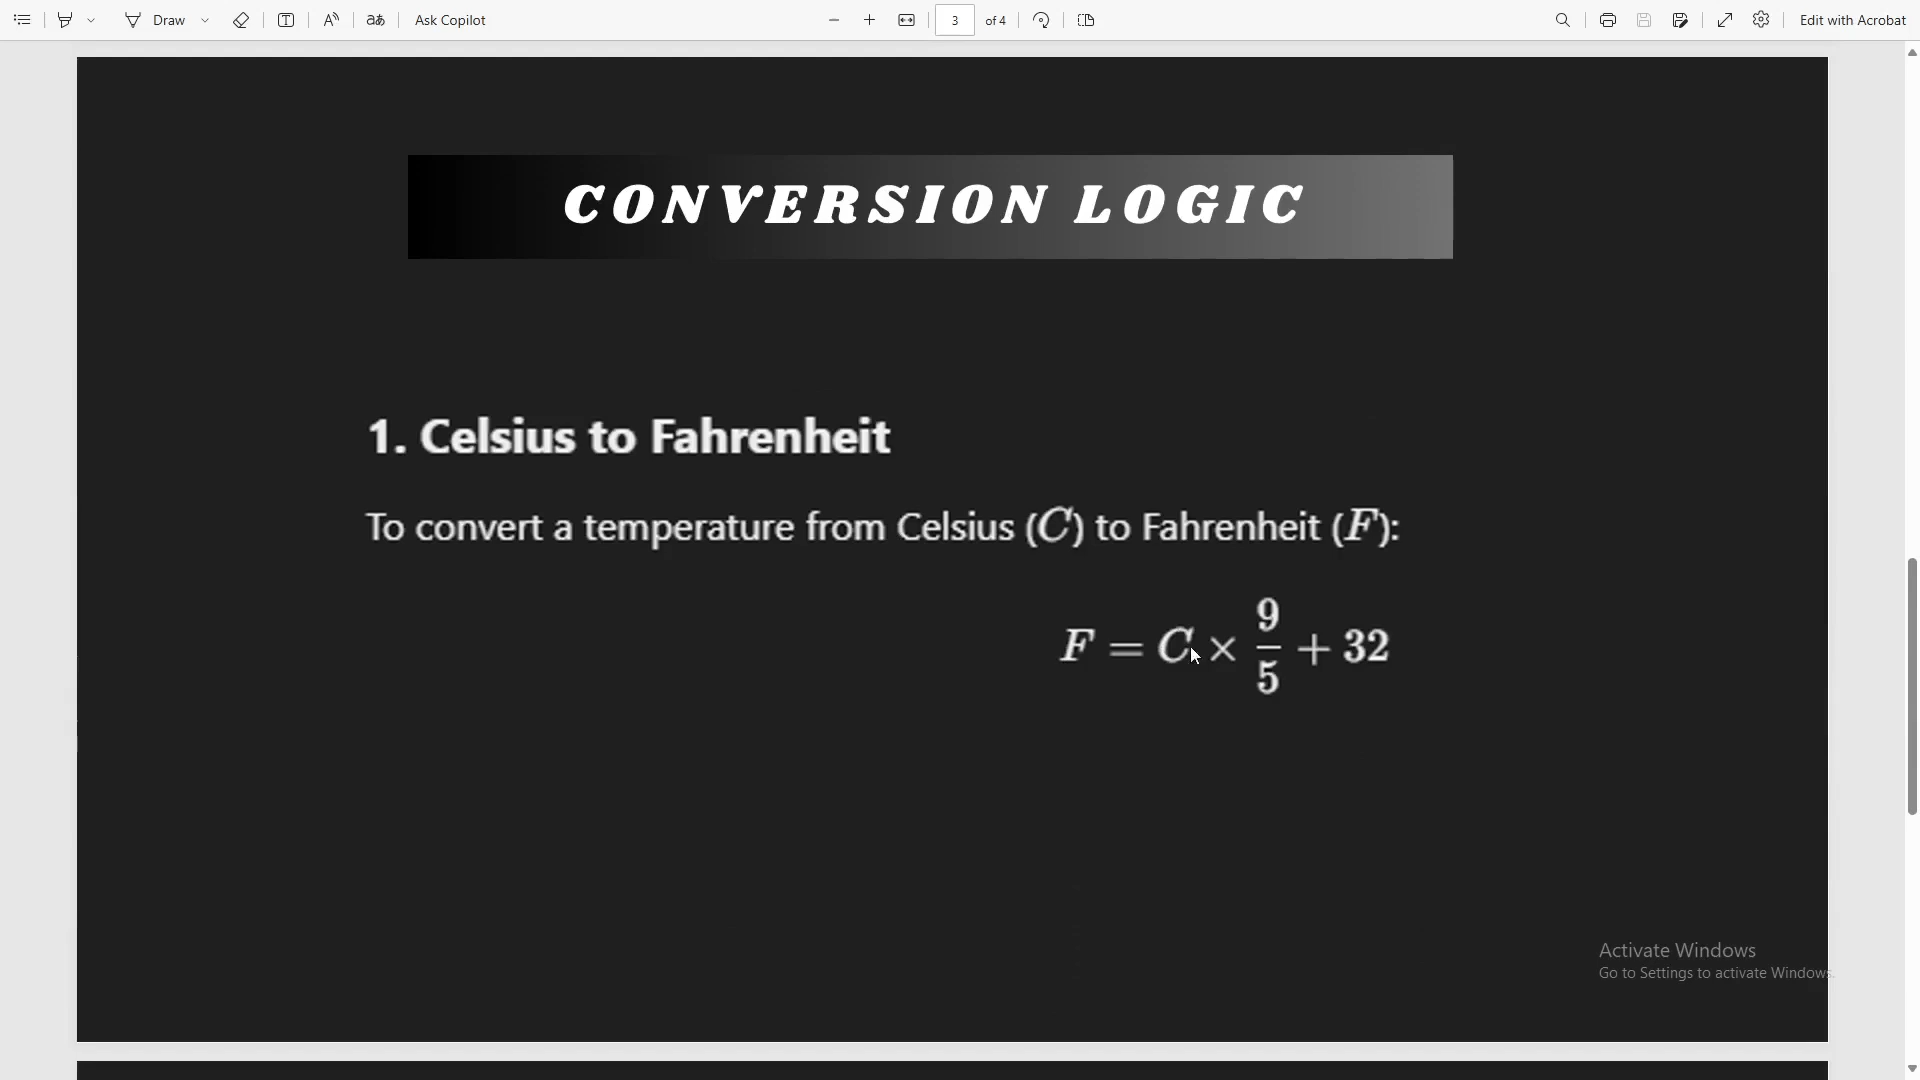 Draw Ask Copilot 3 of 4 Edit with Acrobat
CONVERSION LOGIC
1. Celsius to Fahrenheit
To convert a temperature from Celsius (C) to Fahrenheit (F):
F = C × 9/5 + 32
Activate Windows
Go to Settings to activate Windows.